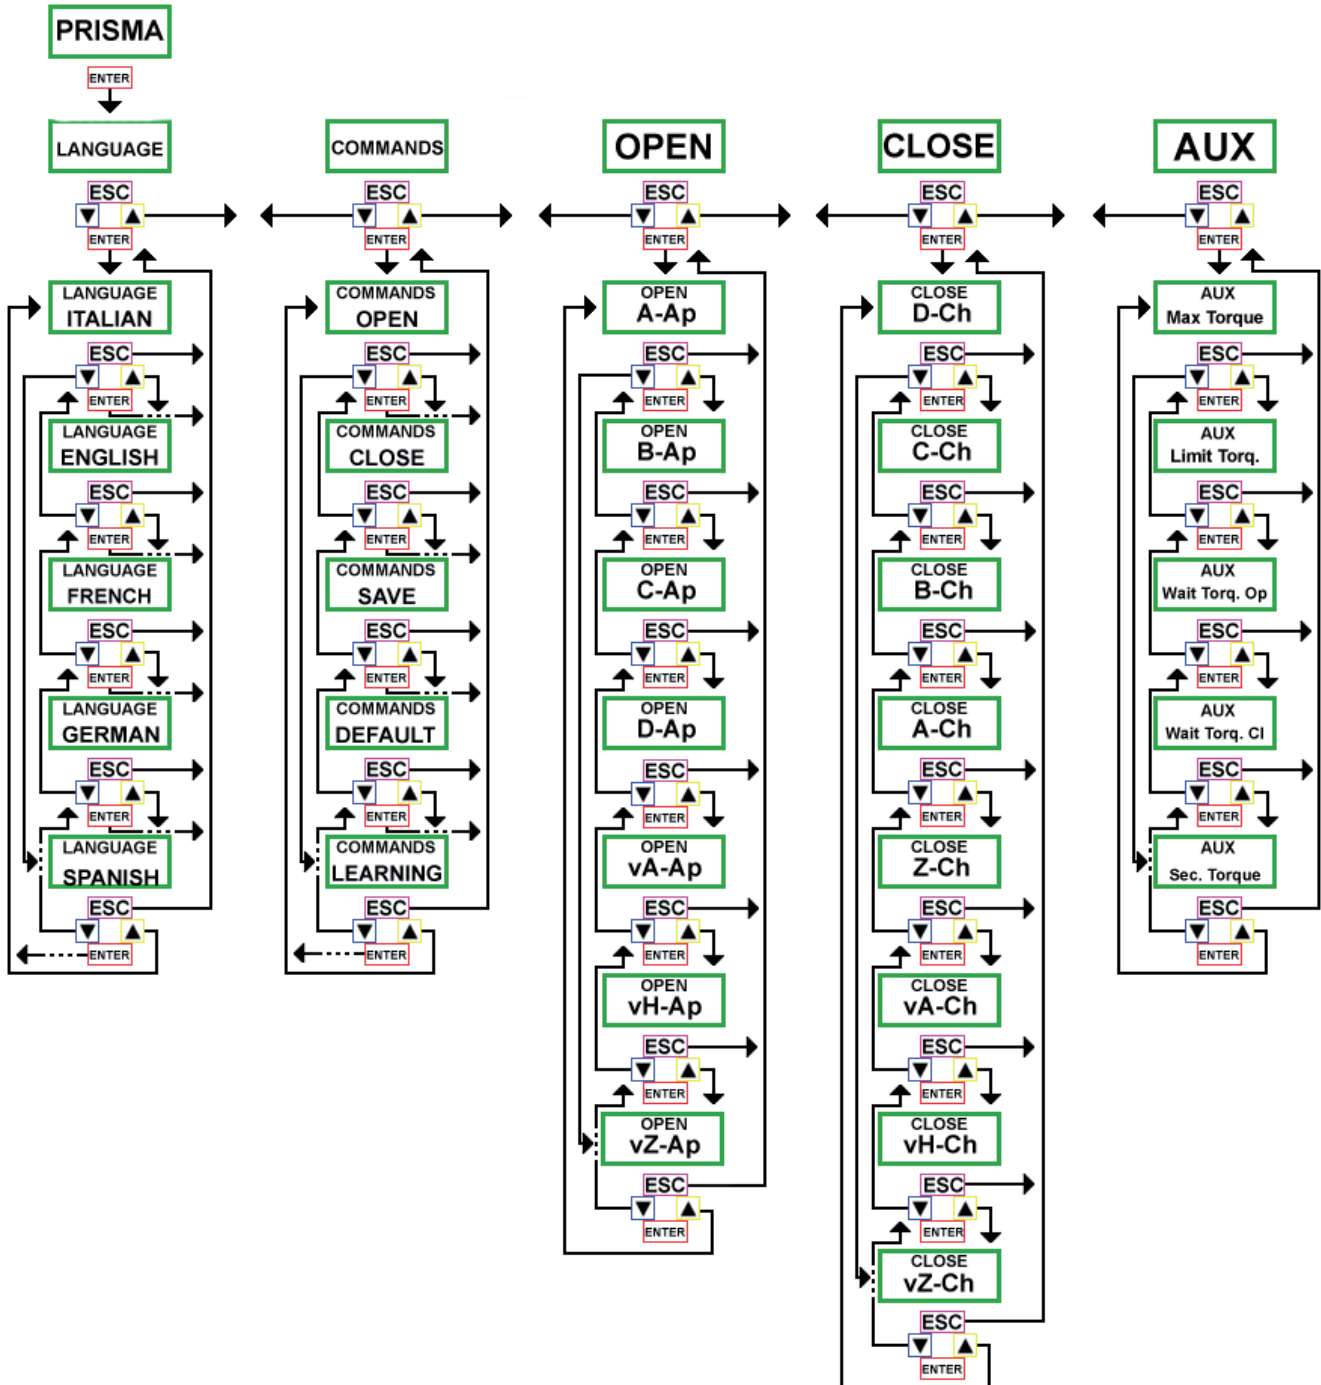 PRISMA
ENTER
LANGUAGE
ESC
▼ ▲
ENTER
LANGUAGE
ITALIAN
ESC
▼ ▲
ENTER
LANGUAGE
ENGLISH
ESC
▼ ▲
ENTER
LANGUAGE
FRENCH
ESC
▼ ▲
ENTER
LANGUAGE
GERMAN
ESC
▼ ▲
ENTER
LANGUAGE
SPANISH
ESC
▼ ▲
ENTER
COMMANDS
ESC
▼ ▲
ENTER
COMMANDS
OPEN
ESC
▼ ▲
ENTER
COMMANDS
CLOSE
ESC
▼ ▲
ENTER
COMMANDS
SAVE
ESC
▼ ▲
ENTER
COMMANDS
DEFAULT
ESC
▼ ▲
ENTER
COMMANDS
LEARNING
ESC
▼ ▲
ENTER
OPEN
ESC
▼ ▲
ENTER
OPEN
A-Ap
ESC
▼ ▲
ENTER
OPEN
B-Ap
ESC
▼ ▲
ENTER
OPEN
C-Ap
ESC
▼ ▲
ENTER
OPEN
D-Ap
ESC
▼ ▲
ENTER
OPEN
vA-Ap
ESC
▼ ▲
ENTER
OPEN
vH-Ap
ESC
▼ ▲
ENTER
OPEN
vZ-Ap
ESC
▼ ▲
ENTER
CLOSE
ESC
▼ ▲
ENTER
CLOSE
D-Ch
ESC
▼ ▲
ENTER
CLOSE
C-Ch
ESC
▼ ▲
ENTER
CLOSE
B-Ch
ESC
▼ ▲
ENTER
CLOSE
A-Ch
ESC
▼ ▲
ENTER
CLOSE
Z-Ch
ESC
▼ ▲
ENTER
CLOSE
vA-Ch
ESC
▼ ▲
ENTER
CLOSE
vH-Ch
ESC
▼ ▲
ENTER
CLOSE
vZ-Ch
ESC
▼ ▲
ENTER
AUX
ESC
▼ ▲
ENTER
AUX
Max Torque
ESC
▼ ▲
ENTER
AUX
Limit Torq.
ESC
▼ ▲
ENTER
AUX
Wait Torq. Op
ESC
▼ ▲
ENTER
AUX
Wait Torq. Cl
ESC
▼ ▲
ENTER
AUX
Sec. Torque
ESC
▼ ▲
ENTER